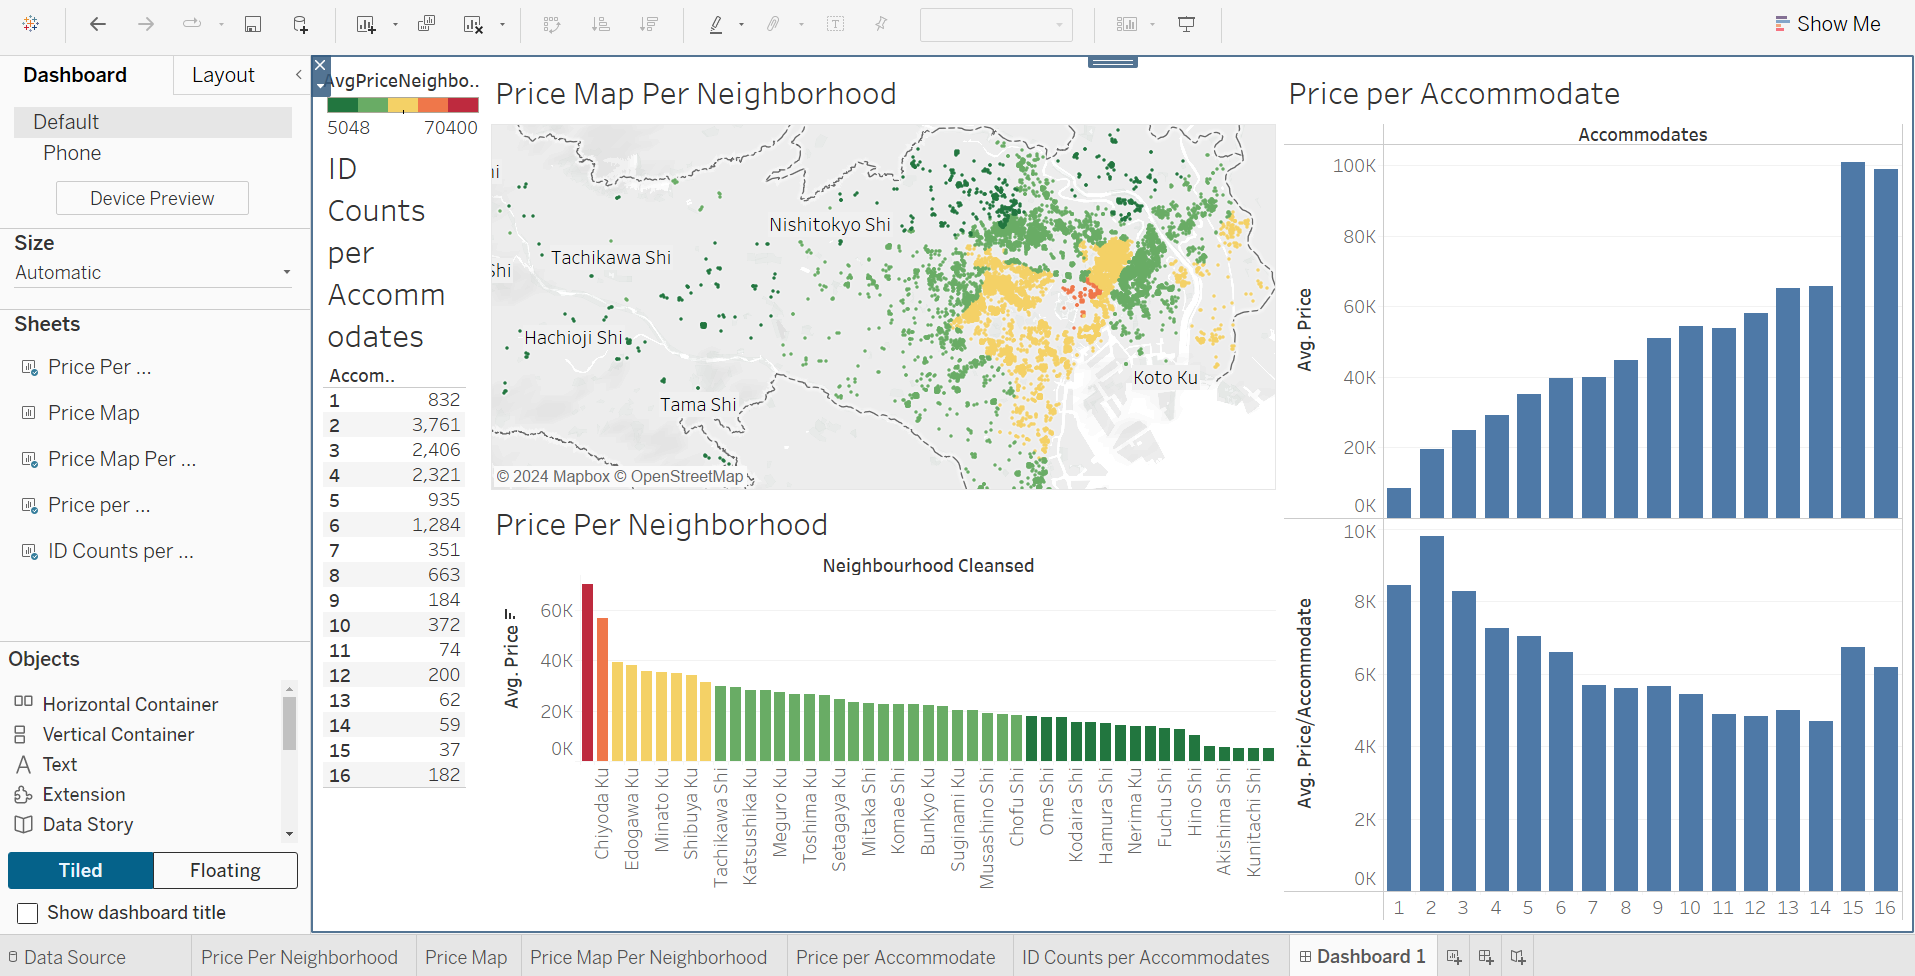 Show Me
Dashboard
Layout
Default
Phone
Device Preview
Size
Automatic
Sheets
Price Per ...
Price Map
Price Map Per ...
Price per ...
ID Counts per ...
Objects
Horizontal Container
Vertical Container
Text
Extension
Data Story
Tiled
Floating
Show dashboard title
AvgPriceNeighbo..
5048
70400
ID
Counts
per
Accomm
odates
Accom..
1 832
2 3,761
3 2,406
4 2,321
5 935
6 1,284
7 351
8 663
9 184
10 372
11 74
12 200
13 62
14 59
15 37
16 182
Price Map Per Neighborhood
hi
Nishitokyo Shi
Tachikawa Shi
Shi
Hachioji Shi
Koto Ku
Tama Shi
© 2024 Mapbox © OpenStreetMap
Price Per Neighborhood
Neighbourhood Cleansed
Avg. Price
60K
40K
20K
0K
Chiyoda Ku
Edogawa Ku
Minato Ku
Shibuya Ku
Tachikawa Shi
Katsushika Ku
Meguro Ku
Toshima Ku
Setagaya Ku
Mitaka Shi
Komae Shi
Bunkyo Ku
Suginami Ku
Musashino Shi
Chofu Shi
Ome Shi
Kodaira Shi
Hamura Shi
Nerima Ku
Fuchu Shi
Hino Shi
Akishima Shi
Kunitachi Shi
Price per Accommodate
Accommodates
Avg. Price
100K
80K
60K
40K
20K
0K
Avg. Price/Accommodate
10K
8K
6K
4K
2K
0K
1 2 3 4 5 6 7 8 9 10 11 12 13 14 15 16
Data Source
Price Per Neighborhood
Price Map
Price Map Per Neighborhood
Price per Accommodate
ID Counts per Accommodates
Dashboard 1